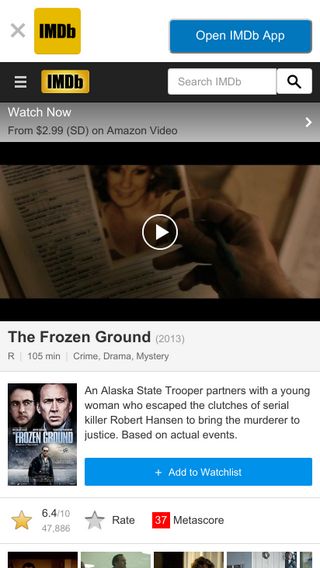 IMDb
Open IMDb App
IMDb
Search IMDb
Watch Now
From $2.99 (SD) on Amazon Video
The Frozen Ground (2013)
R | 105 min | Crime, Drama, Mystery
An Alaska State Trooper partners with a young
woman who escaped the clutches of serial
killer Robert Hansen to bring the murderer to
justice. Based on actual events.
FROZEN GROUND
+ Add to Watchlist
6.4/10
47,886
Rate
37 Metascore